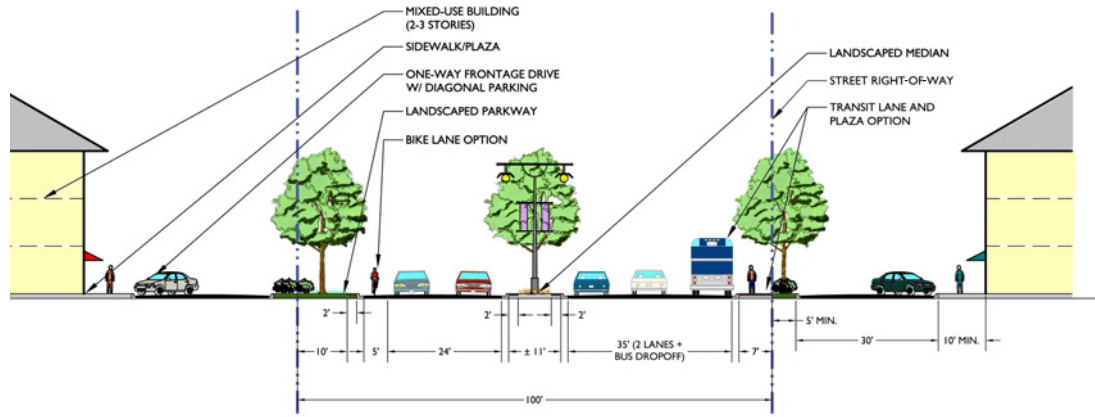 MIXED-USE BUILDING
(2-3 STORIES)
SIDEWALK/PLAZA
ONE-WAY FRONTAGE DRIVE
W/ DIAGONAL PARKING
LANDSCAPED PARKWAY
BIKE LANE OPTION
LANDSCAPED MEDIAN
STREET RIGHT-OF-WAY
TRANSIT LANE AND
PLAZA OPTION
2'
2'
2'
5' MIN.
10'
5'
24'
± 11'
35' (2 LANES +
BUS DROPOFF)
7'
30'
10' MIN.
100'